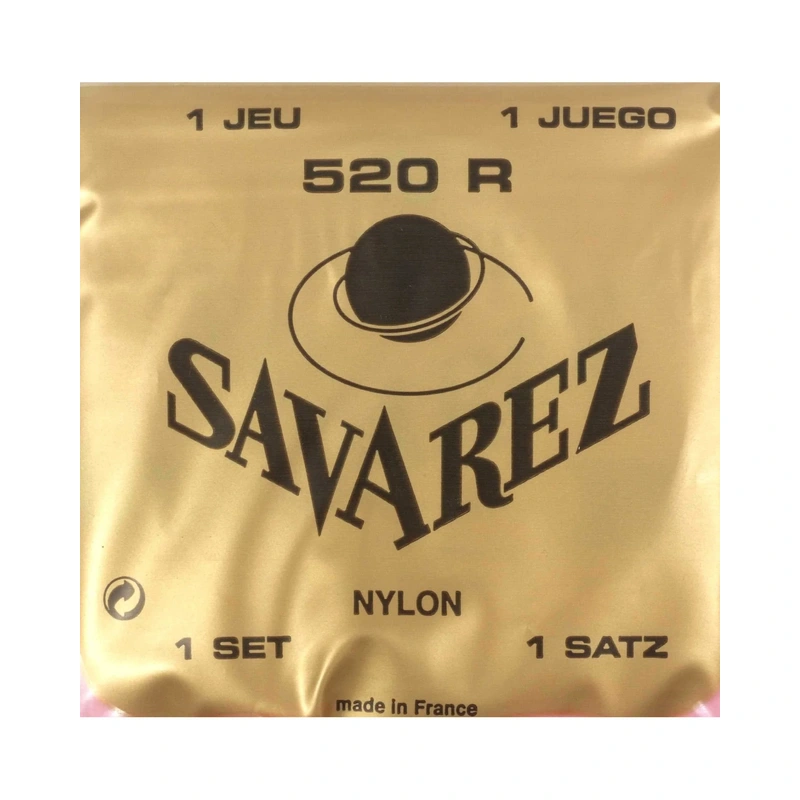 1 JEU 1 JUEGO
520 R
SAVAREZ
NYLON
1 SET 1 SATZ
made in France